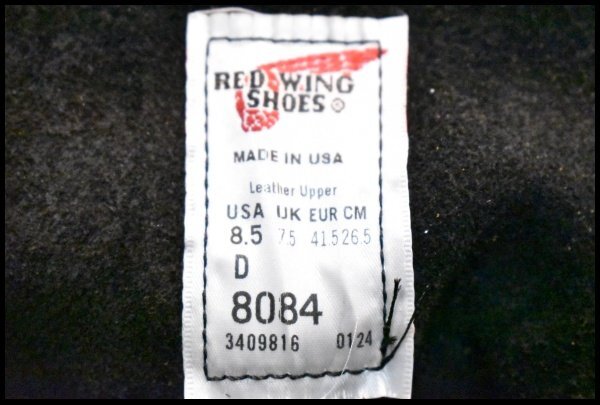 RED WING
SHOES
MADE IN USA
Leather Upper
USA UK EUR CM
8.5 7.5 41.5 26.5
D
8084
3409816 0124